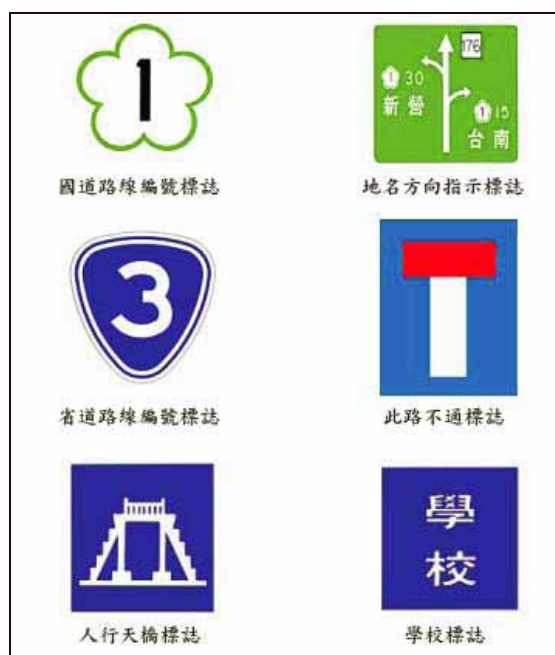 1
176
1 30
新營
1 15
台南
國道路線編號標誌
地名方向指示標誌
3
省道路線編號標誌
此路不通標誌
學校
人行天橋標誌
學校標誌